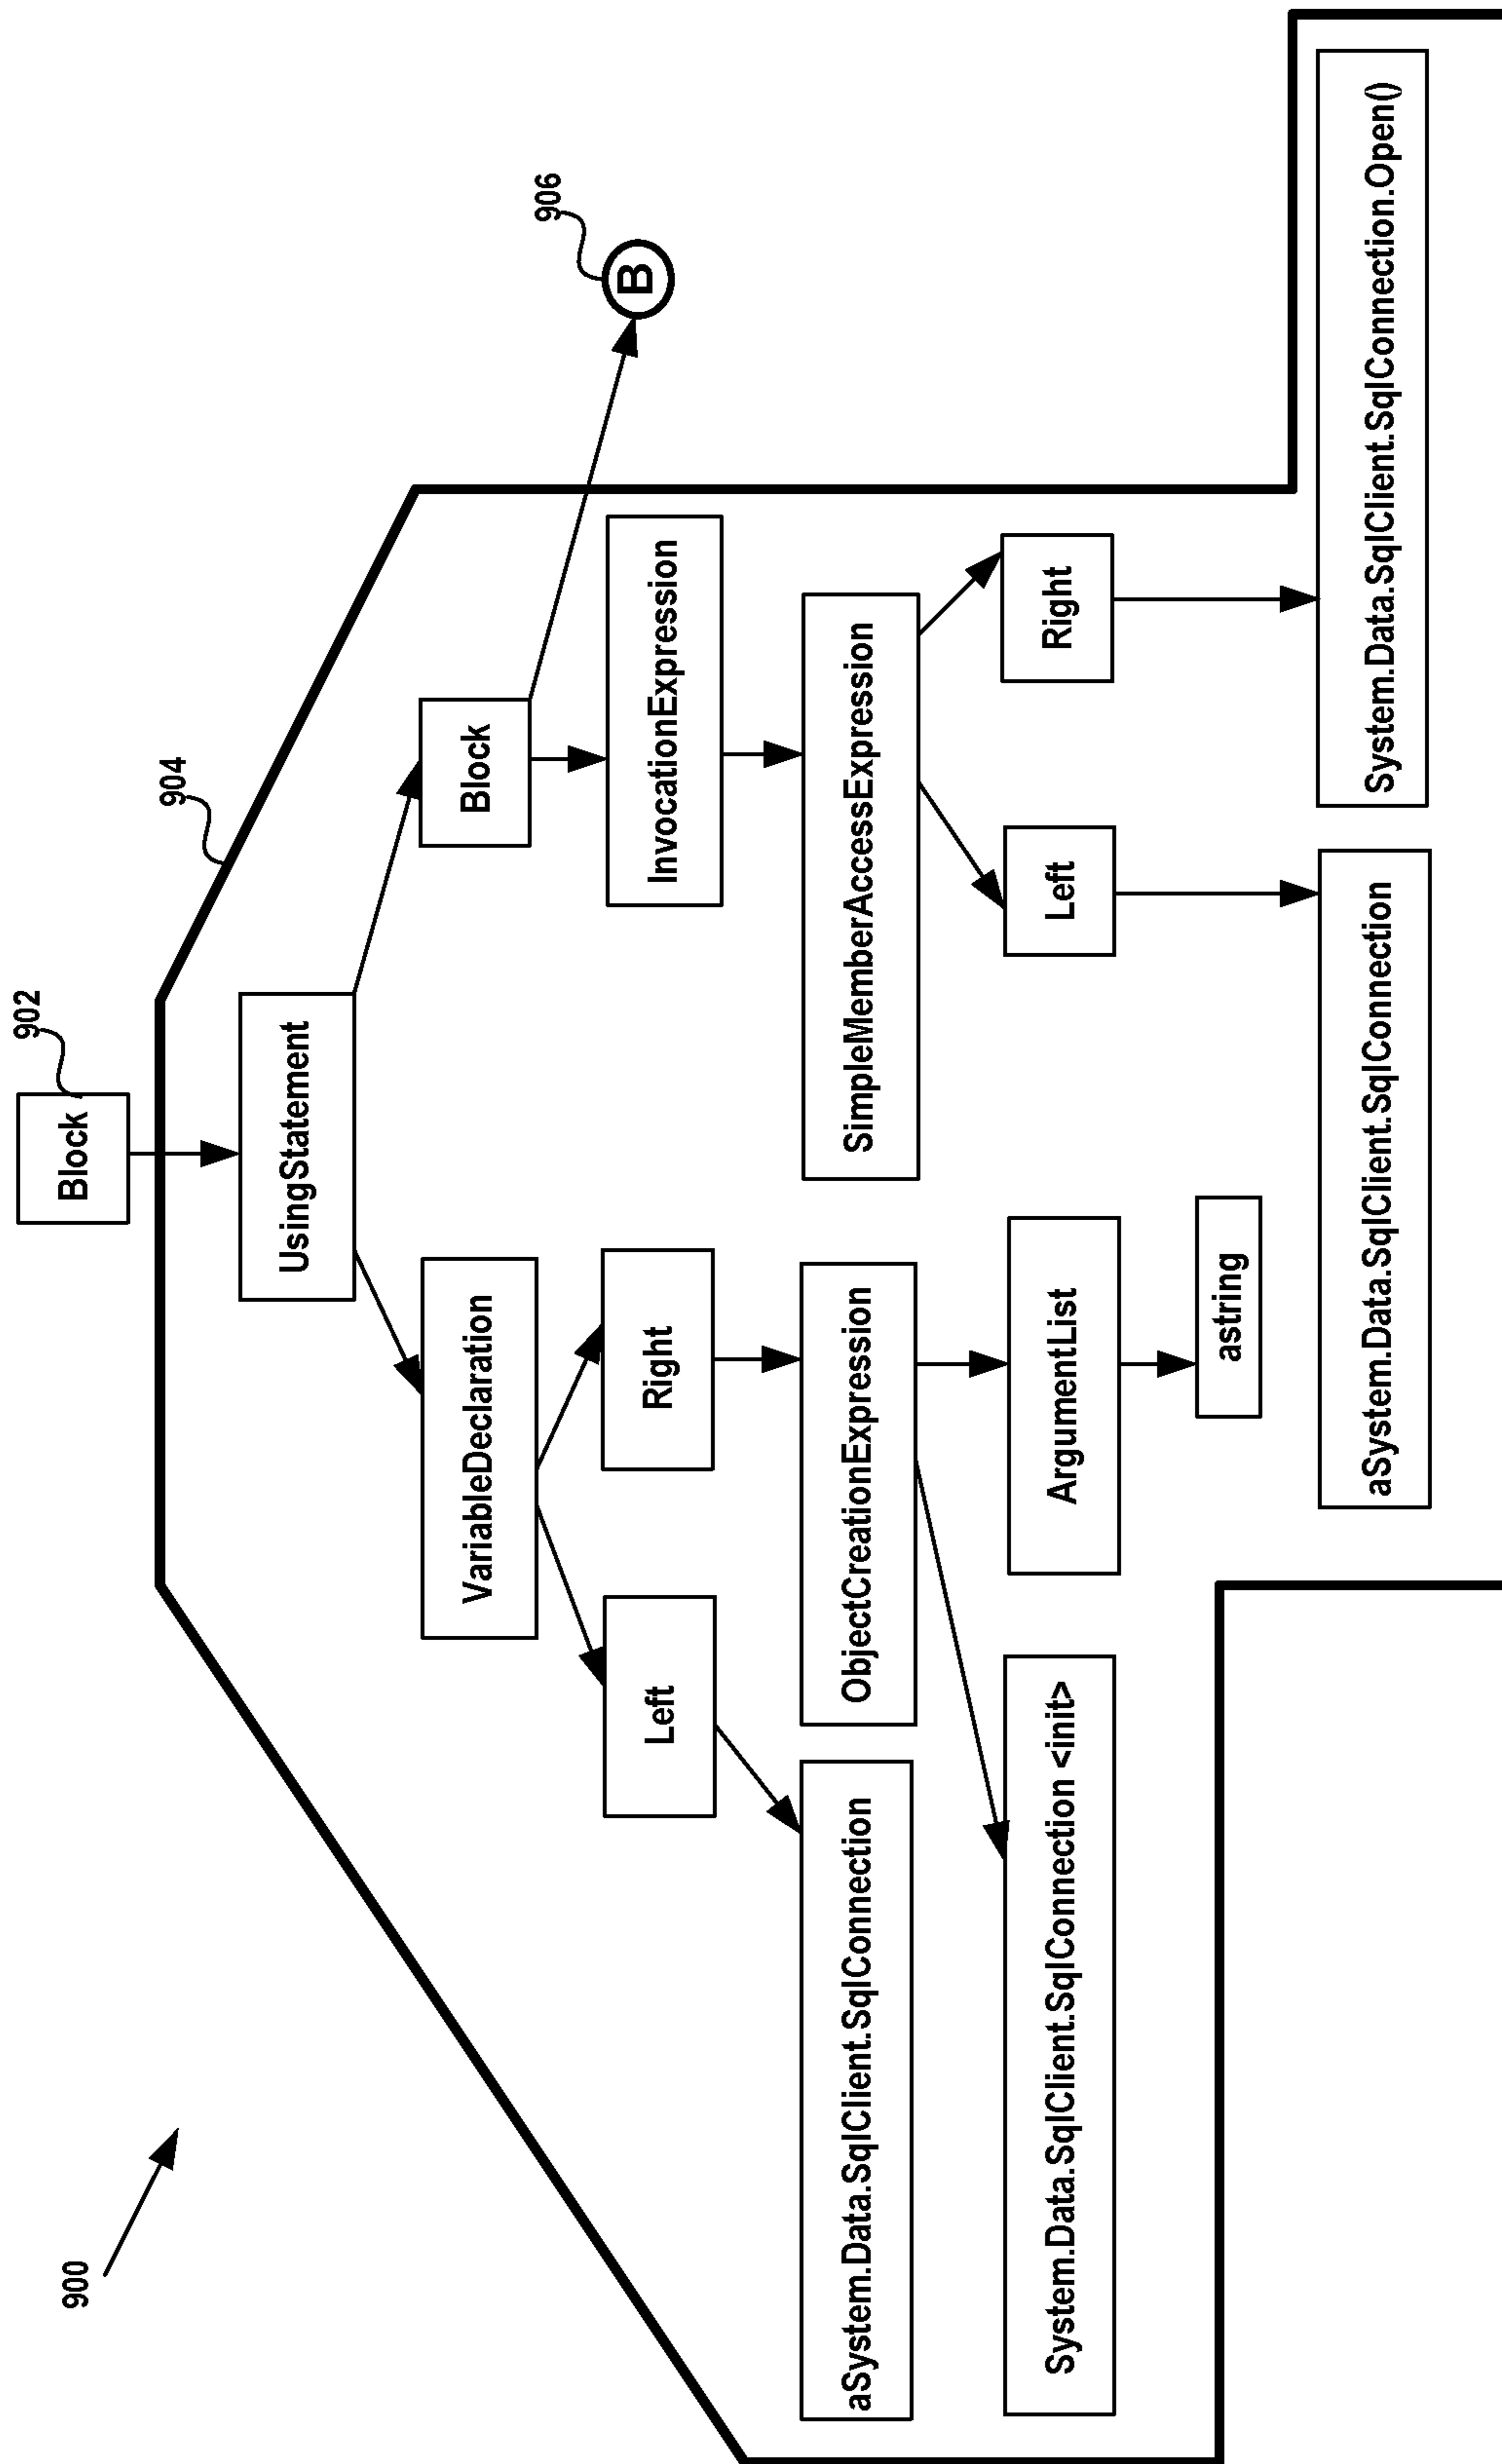 900
Block
902
904
UsingStatement
VariableDeclaration
Block
906
B
Left
Right
InvocationExpression
aSystem.Data.SqlClient.SqlConnection
ObjectCreationExpression
SimpleMemberAccessExpression
System.Data.SqlClient.SqlConnection <init>
ArgumentList
Left
Right
astring
aSystem.Data.SqlClient.SqlConnection
System.Data.SqlClient.SqlConnection.Open()